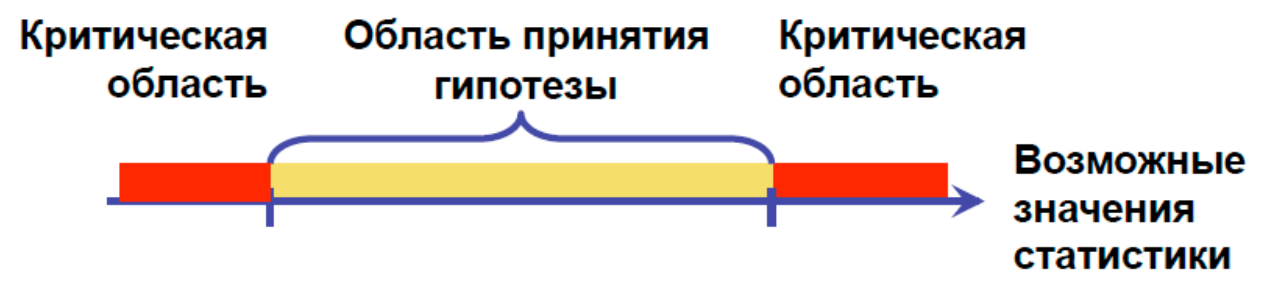 Критическая
область
Область принятия
гипотезы
Критическая
область
Возможные
значения
статистики